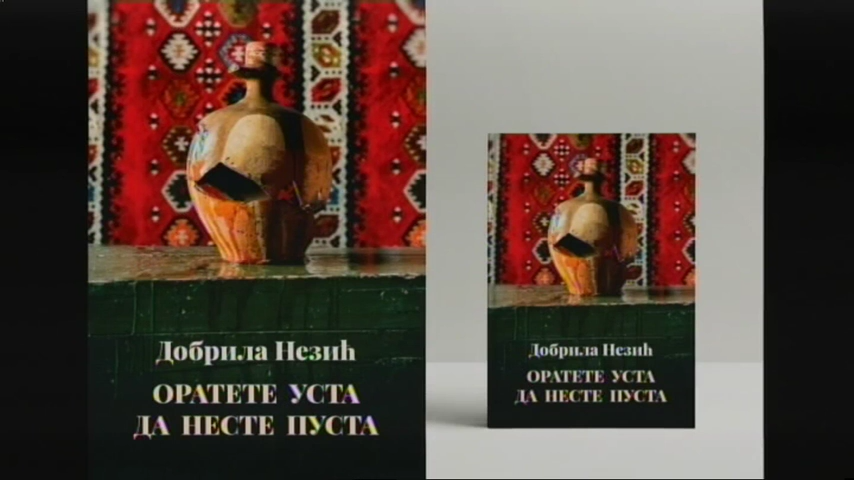 Добрила Незић
ОРАТЕТЕ УСТА
ДА НЕСТЕ ПУСТА
Добрила Незић
ОРАТЕТЕ УСТА
ДА НЕСТЕ ПУСТА